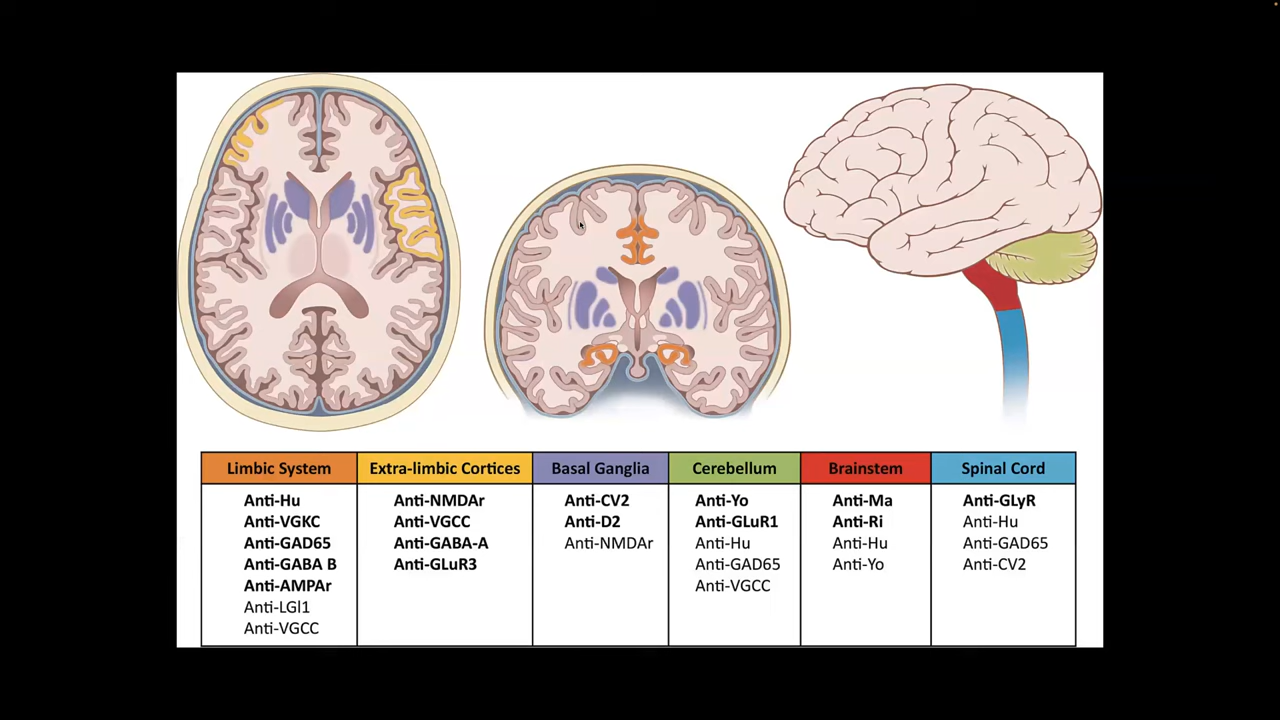 Limbic System
Extra-limbic Cortices
Basal Ganglia
Cerebellum
Brainstem
Spinal Cord
Anti-Hu
Anti-VGKC
Anti-GAD65
Anti-GABA B
Anti-AMPAr
Anti-LGl1
Anti-VGCC
Anti-NMDAr
Anti-VGCC
Anti-GABA-A
Anti-GLuR3
Anti-CV2
Anti-D2
Anti-NMDAr
Anti-Yo
Anti-GLuR1
Anti-Hu
Anti-GAD65
Anti-VGCC
Anti-Ma
Anti-Ri
Anti-Hu
Anti-Yo
Anti-GLyR
Anti-Hu
Anti-GAD65
Anti-CV2